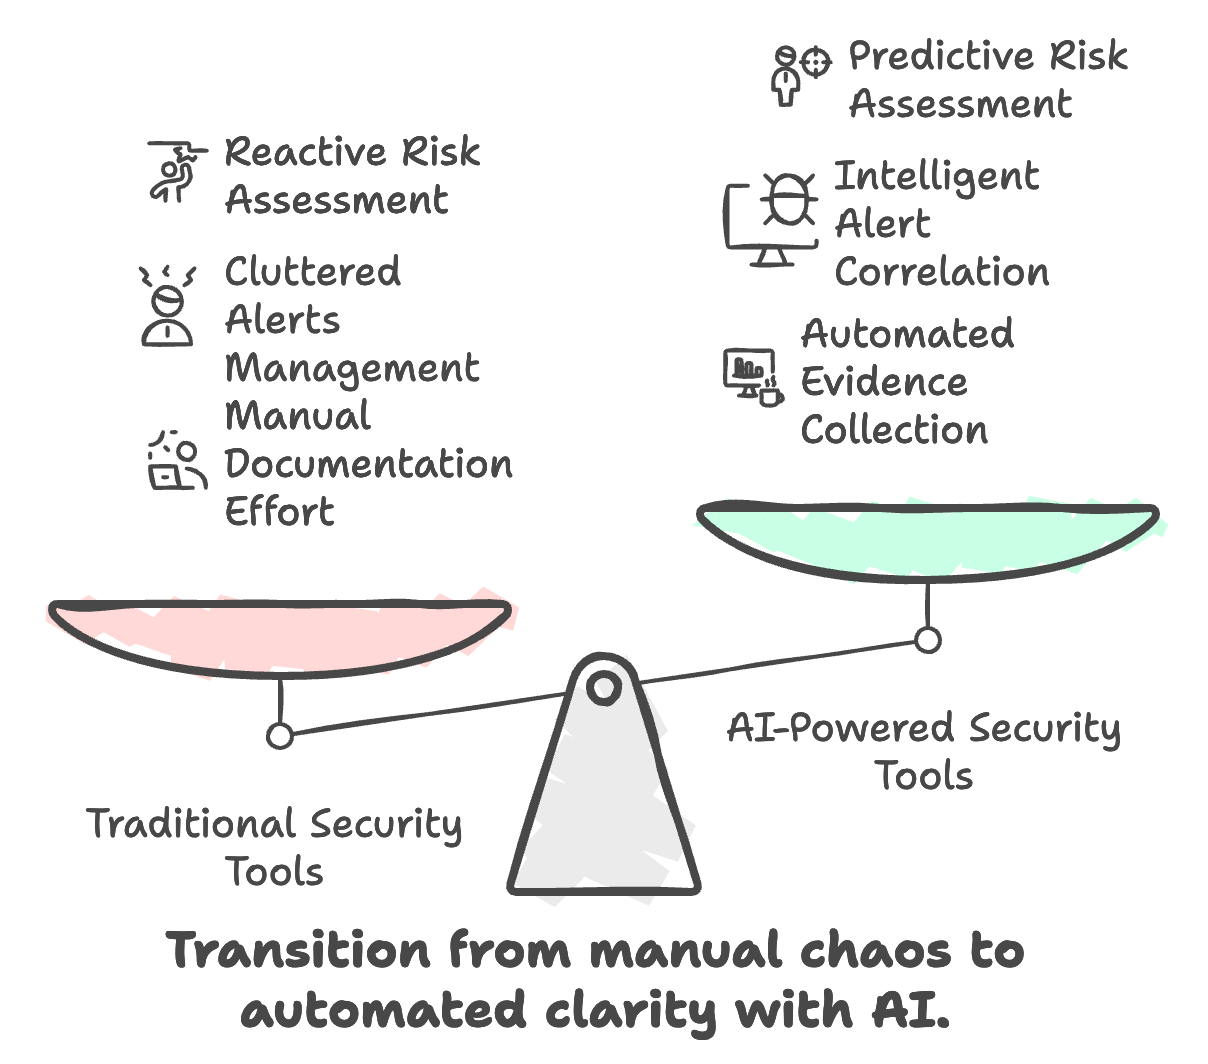 Predictive Risk
Assessment
Intelligent
Alert
Correlation
Automated
Evidence
Collection
Reactive Risk
Assessment
Cluttered
Alerts
Management
Manual
Documentation
Effort
AI-Powered Security
Tools
Traditional Security
Tools
Transition from manual chaos to
automated clarity with AI.